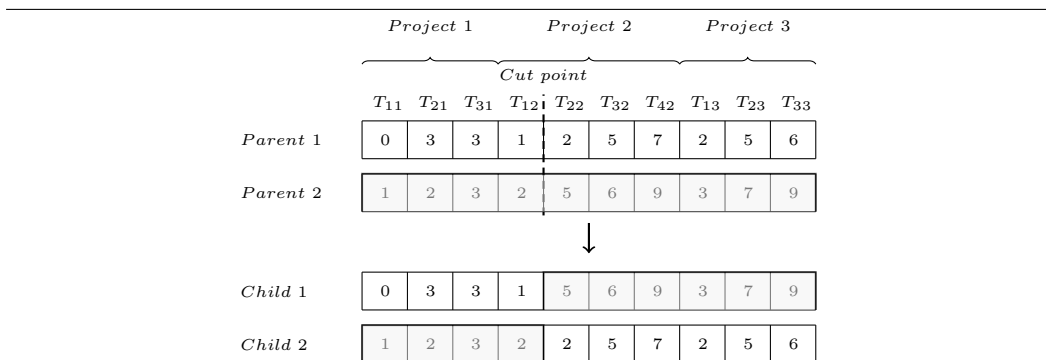 Project 1 Project 2 Project 3
Cut point
T11 T21 T31 T12 T22 T32 T42 T13 T23 T33
Parent 1 0 3 3 1 2 5 7 2 5 6
Parent 2 1 2 3 2 5 6 9 3 7 9
Child 1 0 3 3 1 5 6 9 3 7 9
Child 2 1 2 3 2 2 5 7 2 5 6